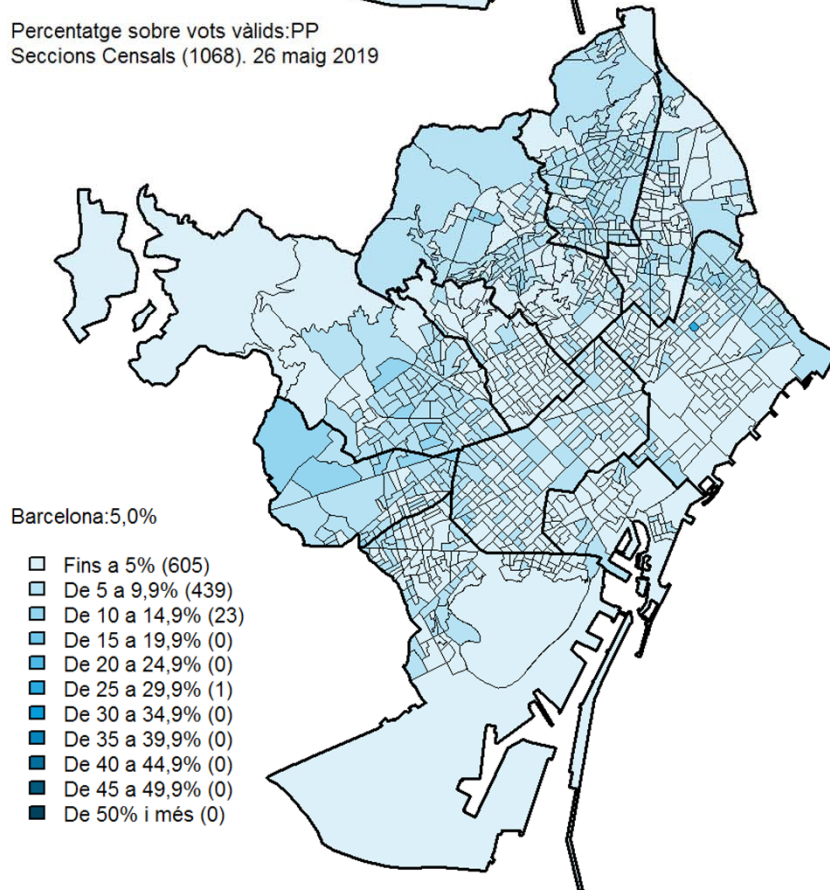 Percentatge sobre vots vàlids:PP
Seccions Censals (1068). 26 maig 2019
Barcelona:5,0%
Fins a 5% (605)
De 5 a 9,9% (439)
De 10 a 14,9% (23)
De 15 a 19,9% (0)
De 20 a 24,9% (0)
De 25 a 29,9% (1)
De 30 a 34,9% (0)
De 35 a 39,9% (0)
De 40 a 44,9% (0)
De 45 a 49,9% (0)
De 50% i més (0)